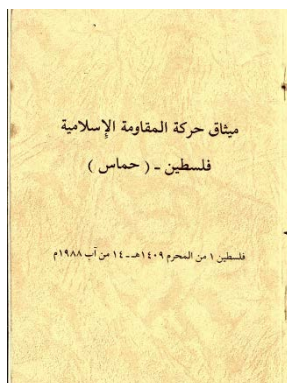 ميثاق حركة المقاومة الإسلامية
فلسطين - ( حماس )
فلسطين ١ من المحرم ١٤٠٩هـ - ١٤ من آب ١٩٨٨م